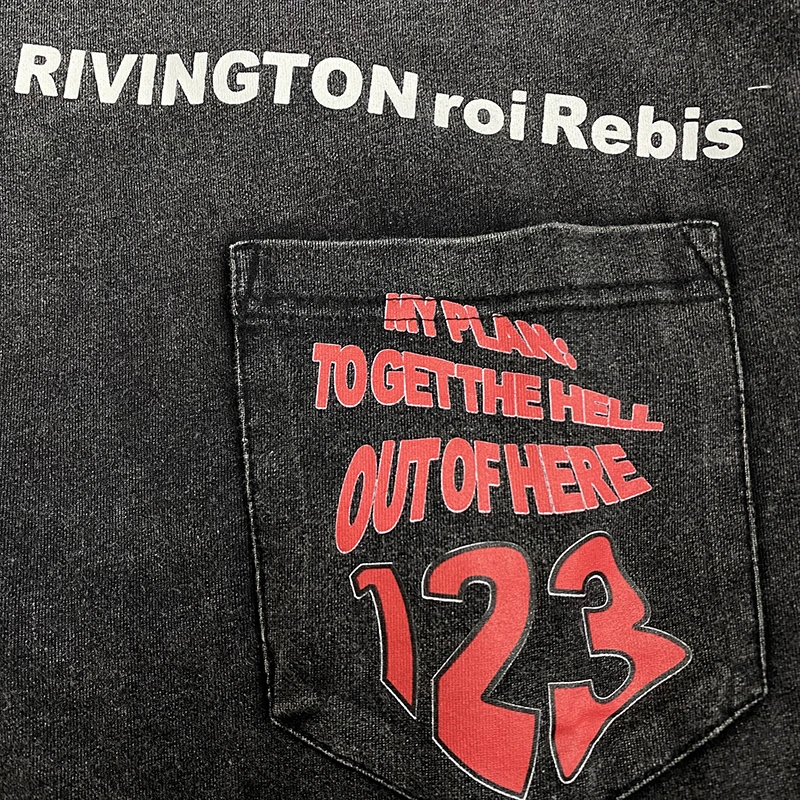 RIVINGTON roi Rebis
MY PLAN:
TO GET THE HELL
OUT OF HERE
123